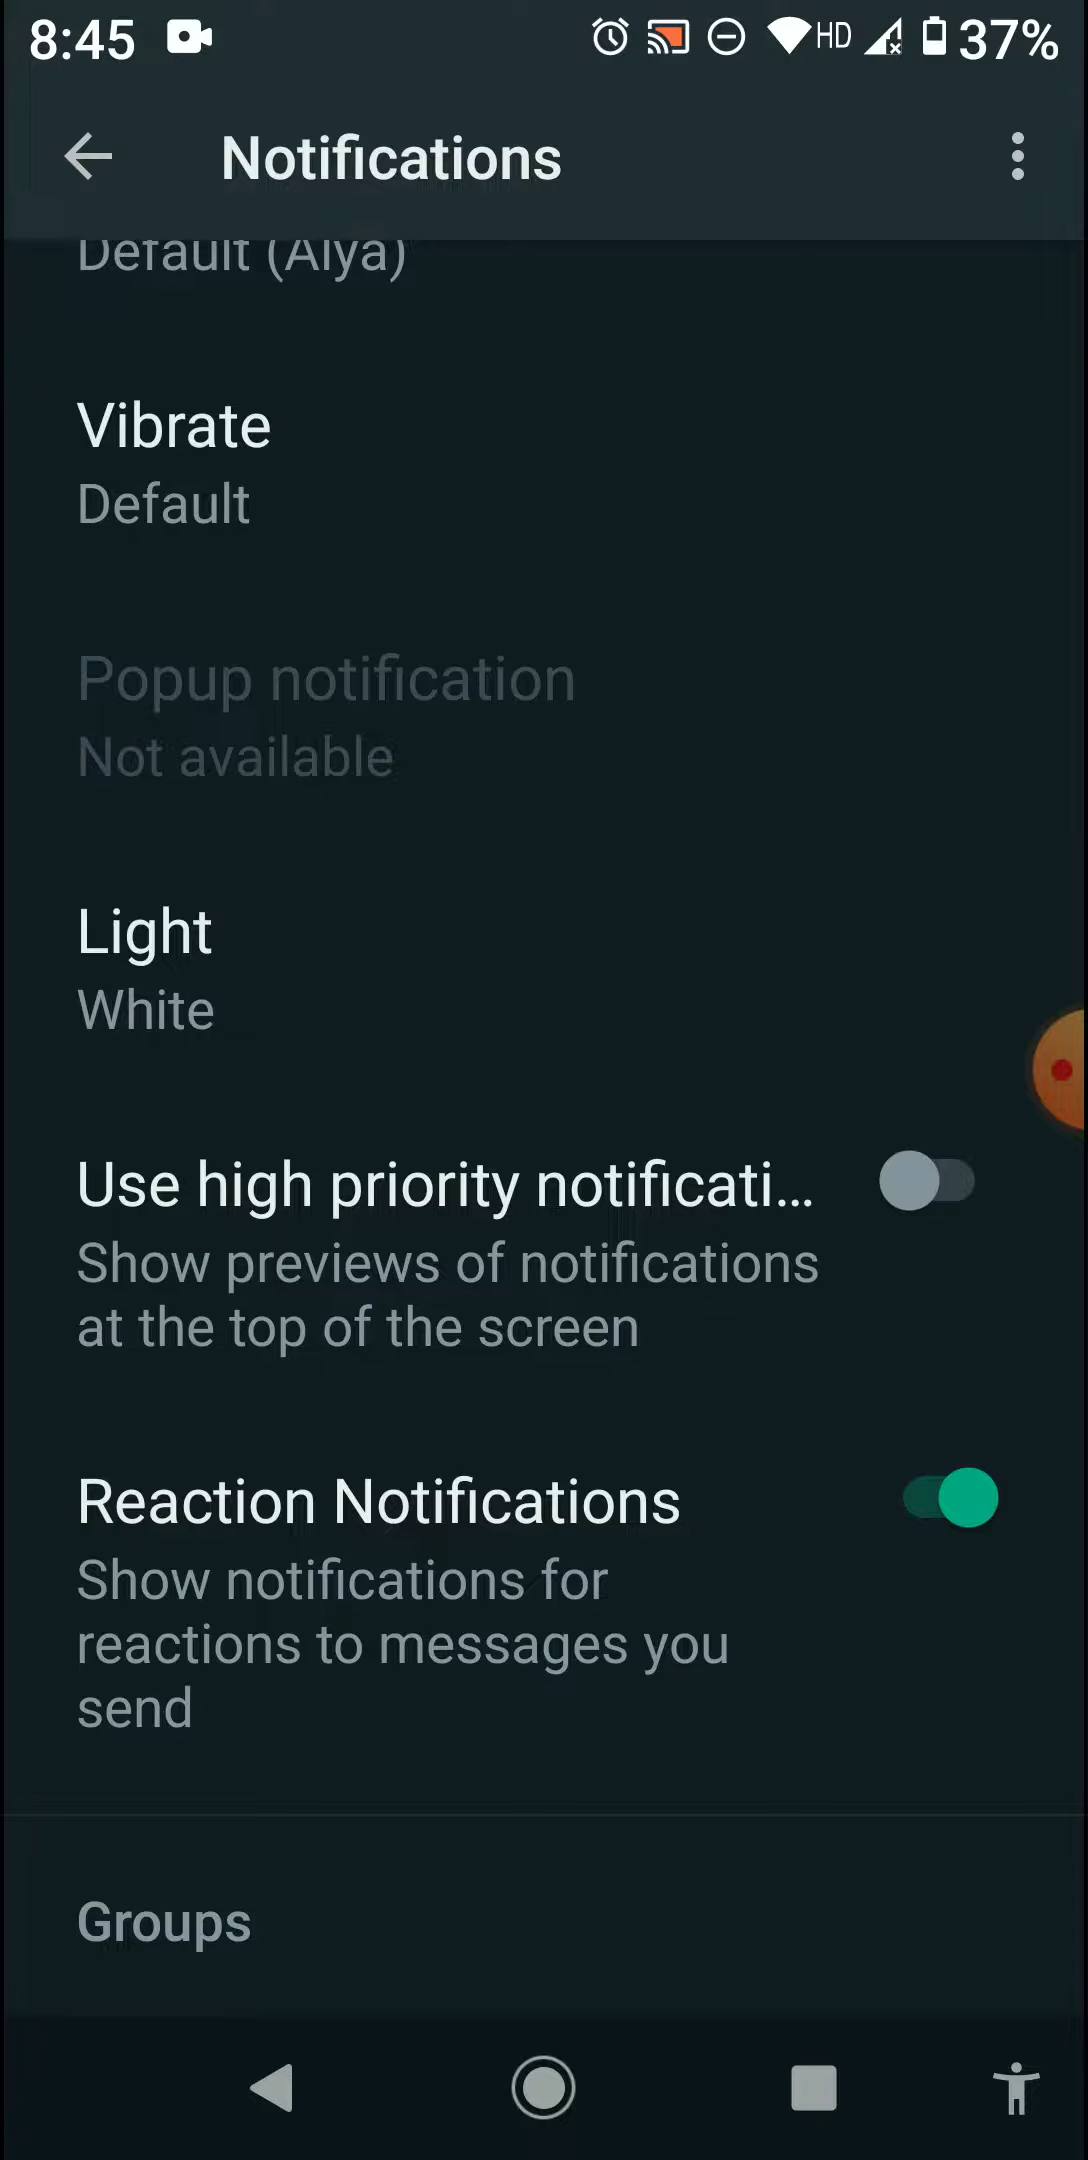 8:45 HD 37%
Notifications
Default (Alya)
Vibrate
Default
Popup notification
Not available
Light
White
Use high priority notificati...
Show previews of notifications
at the top of the screen
Reaction Notifications
Show notifications for
reactions to messages you
send
Groups